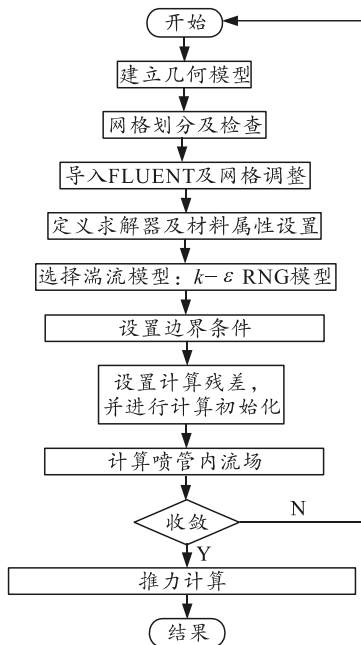 开始
建立几何模型
网格划分及检查
导入FLUENT及网格调整
定义求解器及材料属性设置
选择湍流模型：k-ε RNG模型
设置边界条件
设置计算残差，
并进行计算初始化
计算喷管内流场
收敛
N
Y
推力计算
结果